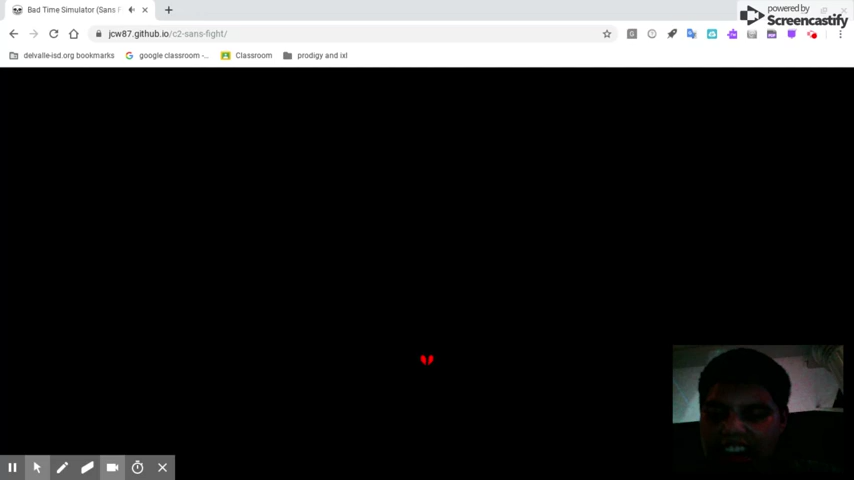 Bad Time Simulator (Sans F
powered by
Screencastify
jcw87.github.io/c2-sans-fight/
delvalle-isd.org bookmarks
google classroom -...
Classroom
prodigy and ixl